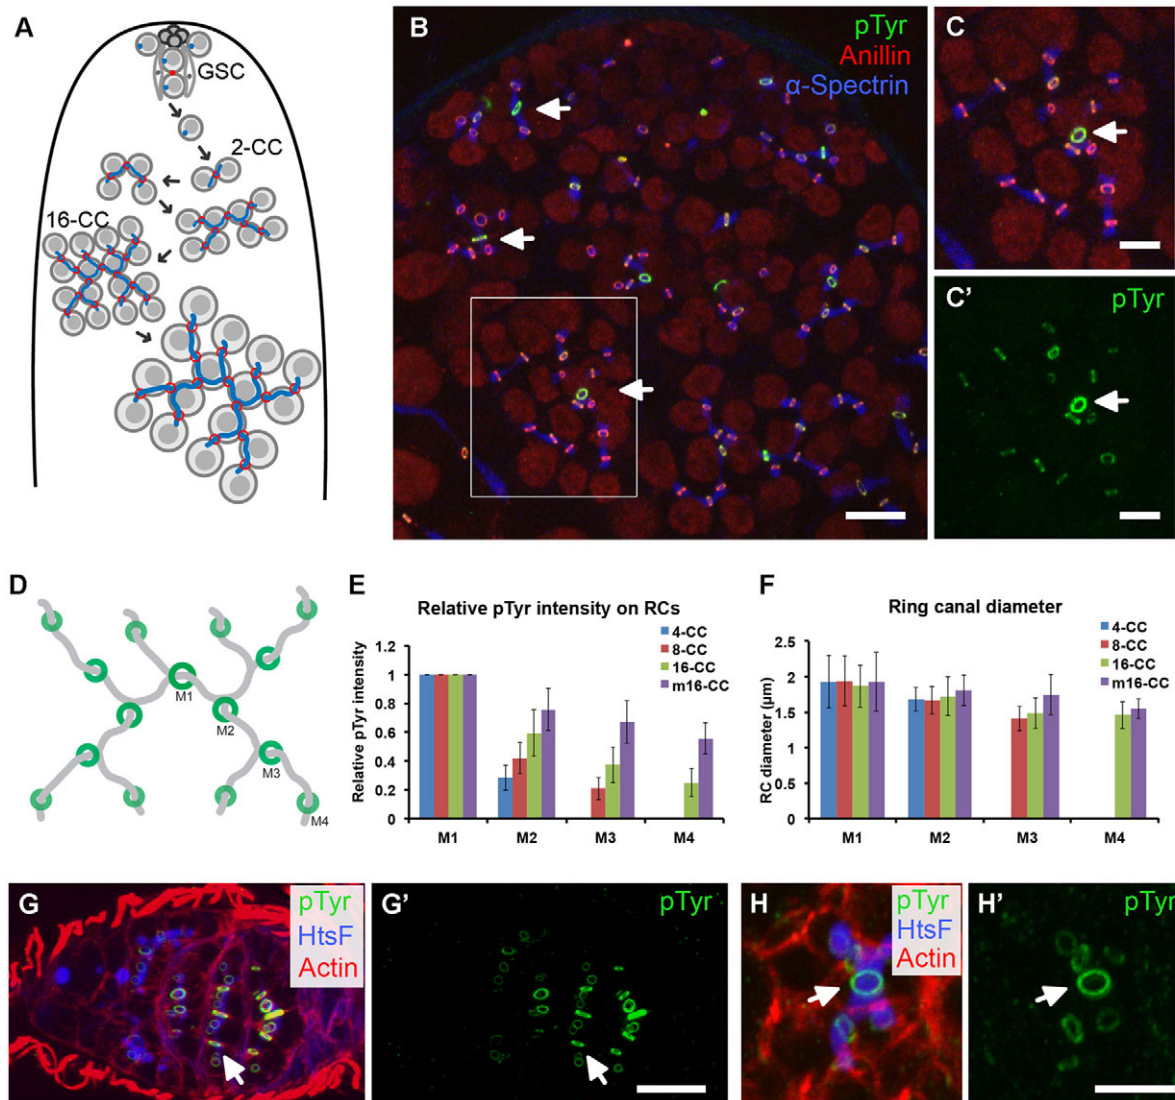 A
GSC
2-CC
16-CC
B
pTyr
Anillin
α-Spectrin
C
C'
pTyr
D
M1
M2
M3
M4
E
Relative pTyr intensity on RCs
4-CC
8-CC
16-CC
m16-CC
Relative pTyr intensity
1.2
1
0.8
0.6
0.4
0.2
0
M1 M2 M3 M4
F
Ring canal diameter
4-CC
8-CC
16-CC
m16-CC
RC diameter (µm)
2.5
2
1.5
1
0.5
0
M1 M2 M3 M4
G
pTyr
HtsF
Actin
G'
pTyr
H
pTyr
HtsF
Actin
H'
pTyr